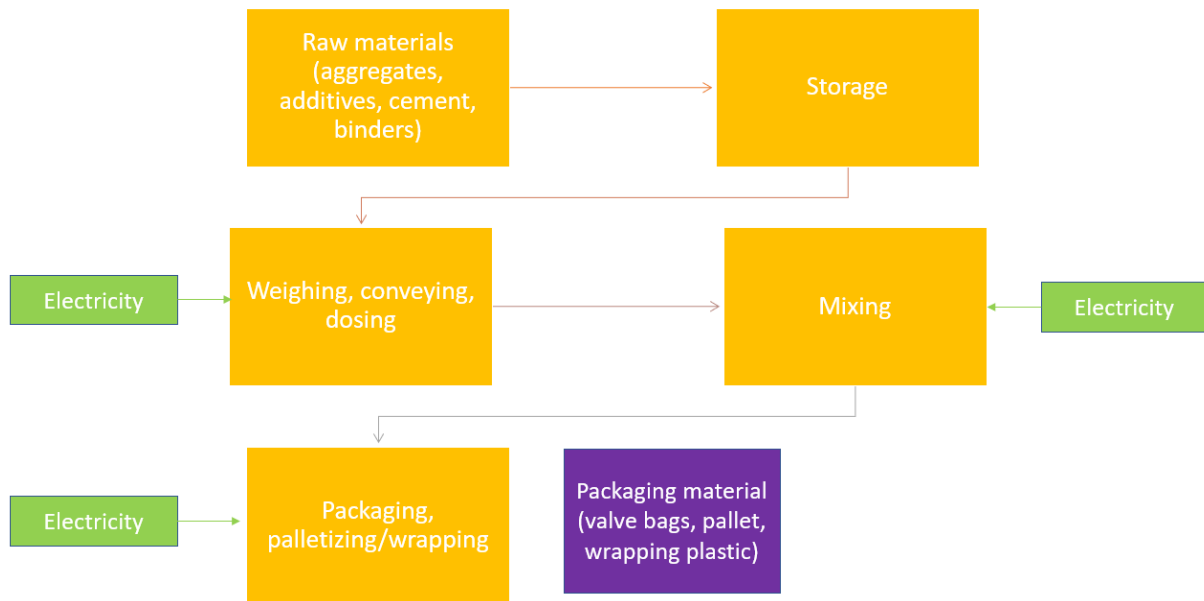 Raw materials
(aggregates,
additives, cement,
binders)
Storage
Electricity
Weighing, conveying,
dosing
Mixing
Electricity
Electricity
Packaging,
palletizing/wrapping
Packaging material
(valve bags, pallet,
wrapping plastic)